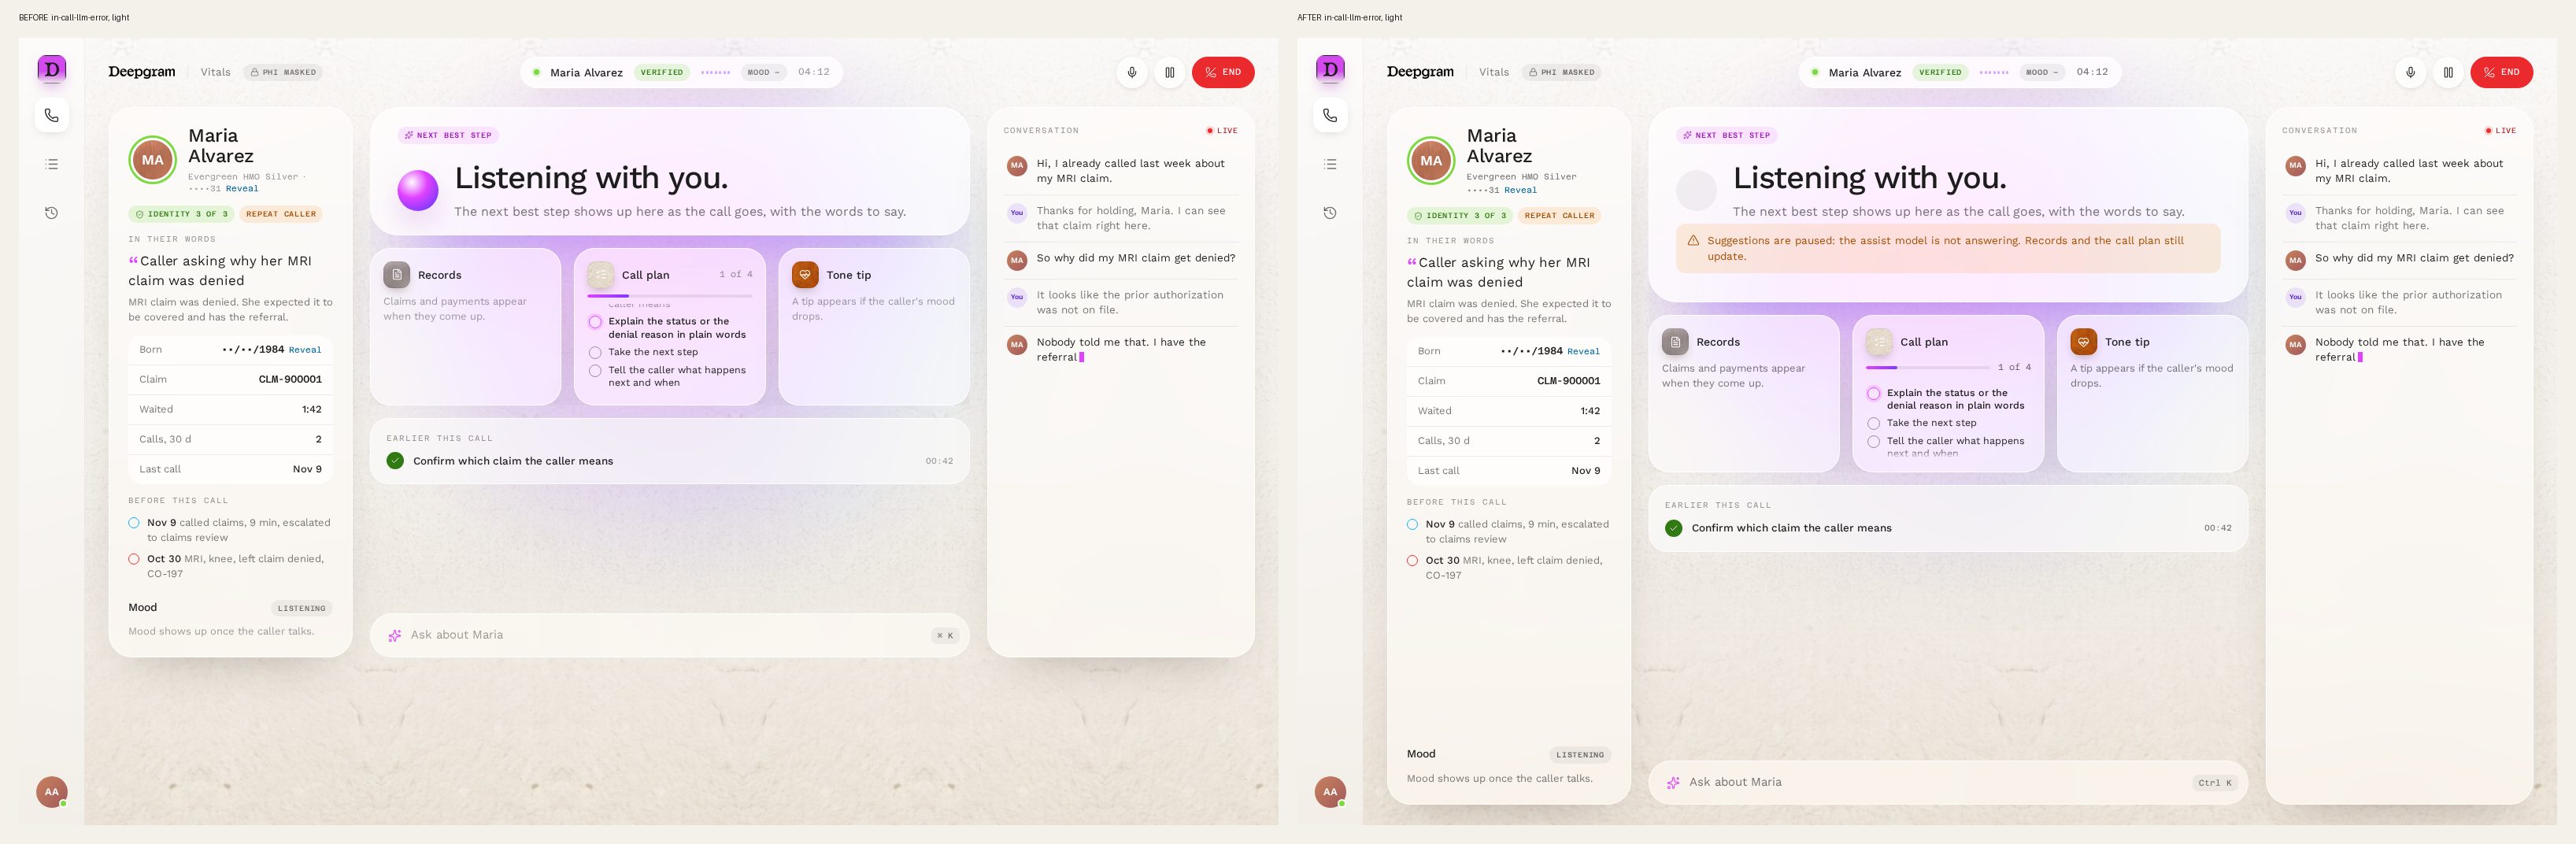 BEFORE in-call-llm-error, light
D
Deepgram
Vitals
PHI MASKED
Maria Alvarez
VERIFIED
MOOD –
04:12
END
MA
Maria
Alvarez
Evergreen HMO Silver ·
••••31 Reveal
IDENTITY 3 OF 3
REPEAT CALLER
IN THEIR WORDS
“Caller asking why her MRI
claim was denied
MRI claim was denied. She expected it to
be covered and has the referral.
Born ••/••/1984 Reveal
Claim CLM-900001
Waited 1:42
Calls, 30 d 2
Last call Nov 9
BEFORE THIS CALL
Nov 9 called claims, 9 min, escalated
to claims review
Oct 30 MRI, knee, left claim denied,
CO-197
Mood LISTENING
Mood shows up once the caller talks.
AA
NEXT BEST STEP
Listening with you.
The next best step shows up here as the call goes, with the words to say.
Records
Claims and payments appear
when they come up.
Call plan 1 of 4
caller means
Explain the status or the
denial reason in plain words
Take the next step
Tell the caller what happens
next and when
Tone tip
A tip appears if the caller's mood
drops.
EARLIER THIS CALL
Confirm which claim the caller means 00:42
Ask about Maria ⌘ K
CONVERSATION LIVE
MA Hi, I already called last week about
my MRI claim.
You Thanks for holding, Maria. I can see
that claim right here.
MA So why did my MRI claim get denied?
You It looks like the prior authorization
was not on file.
MA Nobody told me that. I have the
referral
AFTER in-call-llm-error, light
D
Deepgram
Vitals
PHI MASKED
Maria Alvarez
VERIFIED
MOOD –
04:12
END
MA
Maria
Alvarez
Evergreen HMO Silver
••••31 Reveal
IDENTITY 3 OF 3
REPEAT CALLER
IN THEIR WORDS
“Caller asking why her MRI
claim was denied
MRI claim was denied. She expected it to
be covered and has the referral.
Born ••/••/1984 Reveal
Claim CLM-900001
Waited 1:42
Calls, 30 d 2
Last call Nov 9
BEFORE THIS CALL
Nov 9 called claims, 9 min, escalated
to claims review
Oct 30 MRI, knee, left claim denied,
CO-197
Mood LISTENING
Mood shows up once the caller talks.
AA
NEXT BEST STEP
Listening with you.
The next best step shows up here as the call goes, with the words to say.
Suggestions are paused: the assist model is not answering. Records and the call plan still
update.
Records
Claims and payments appear
when they come up.
Call plan
1 of 4
Explain the status or the
denial reason in plain words
Take the next step
Tell the caller what happens
next and when
Tone tip
A tip appears if the caller's mood
drops.
EARLIER THIS CALL
Confirm which claim the caller means 00:42
Ask about Maria Ctrl K
CONVERSATION LIVE
MA Hi, I already called last week about
my MRI claim.
You Thanks for holding, Maria. I can see
that claim right here.
MA So why did my MRI claim get denied?
You It looks like the prior authorization
was not on file.
MA Nobody told me that. I have the
referral